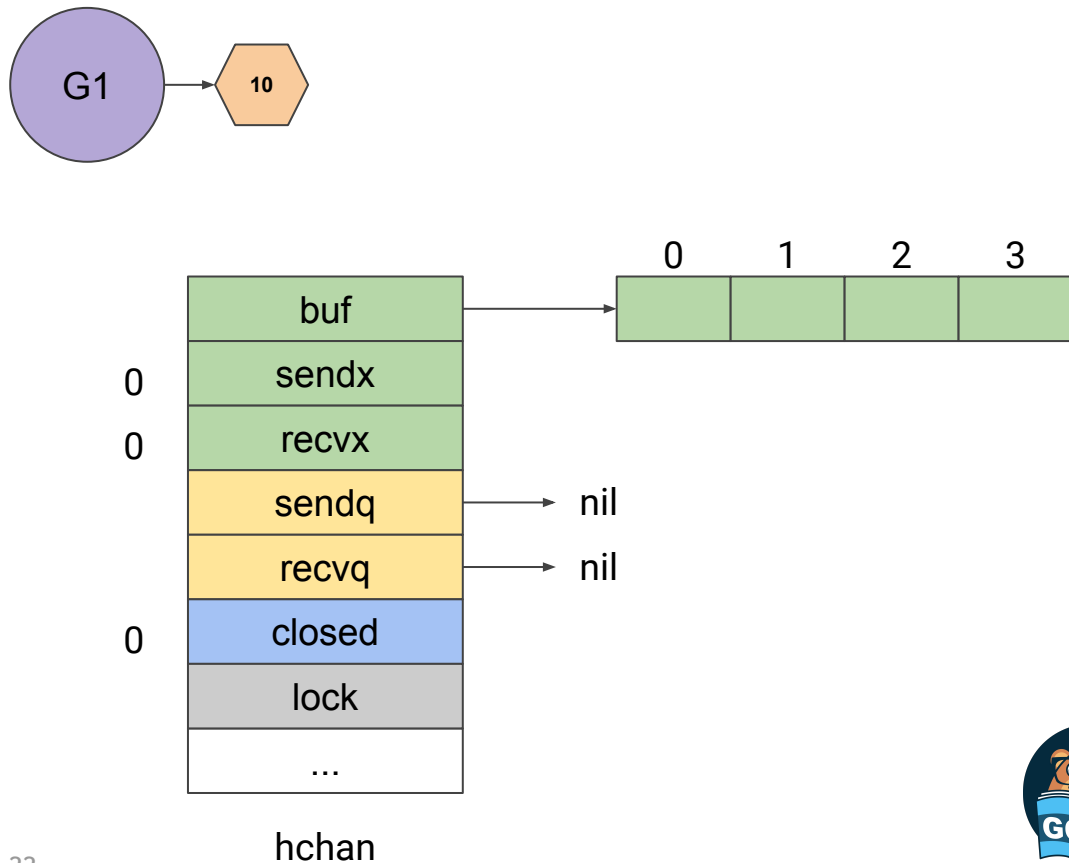 G1
10
0 1 2 3
buf
0 sendx
0 recvx
sendq nil
recvq nil
0 closed
lock
...
hchan